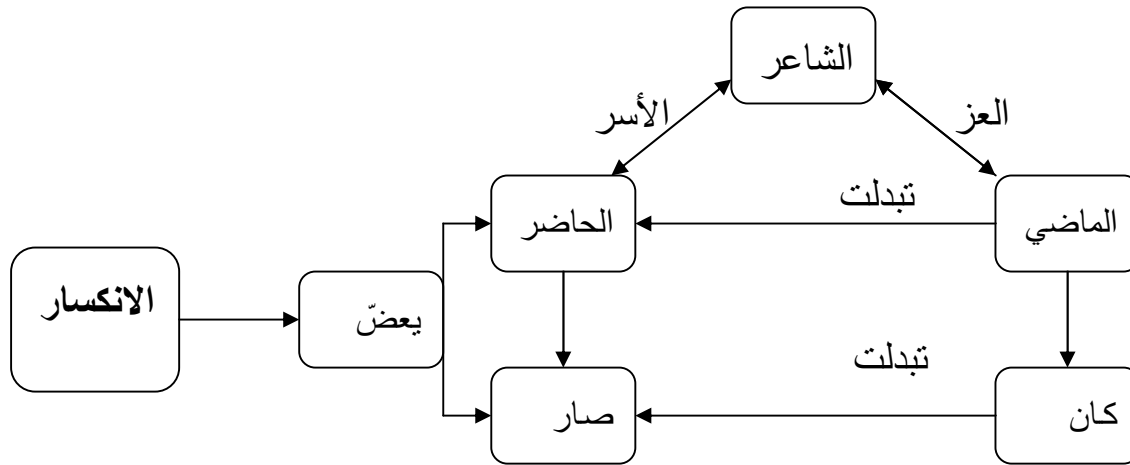 الشاعر
العز
الأسر
تبدلت
الماضي
الحاضر
الانكسار
يعضّ
تبدلت
كان
صار